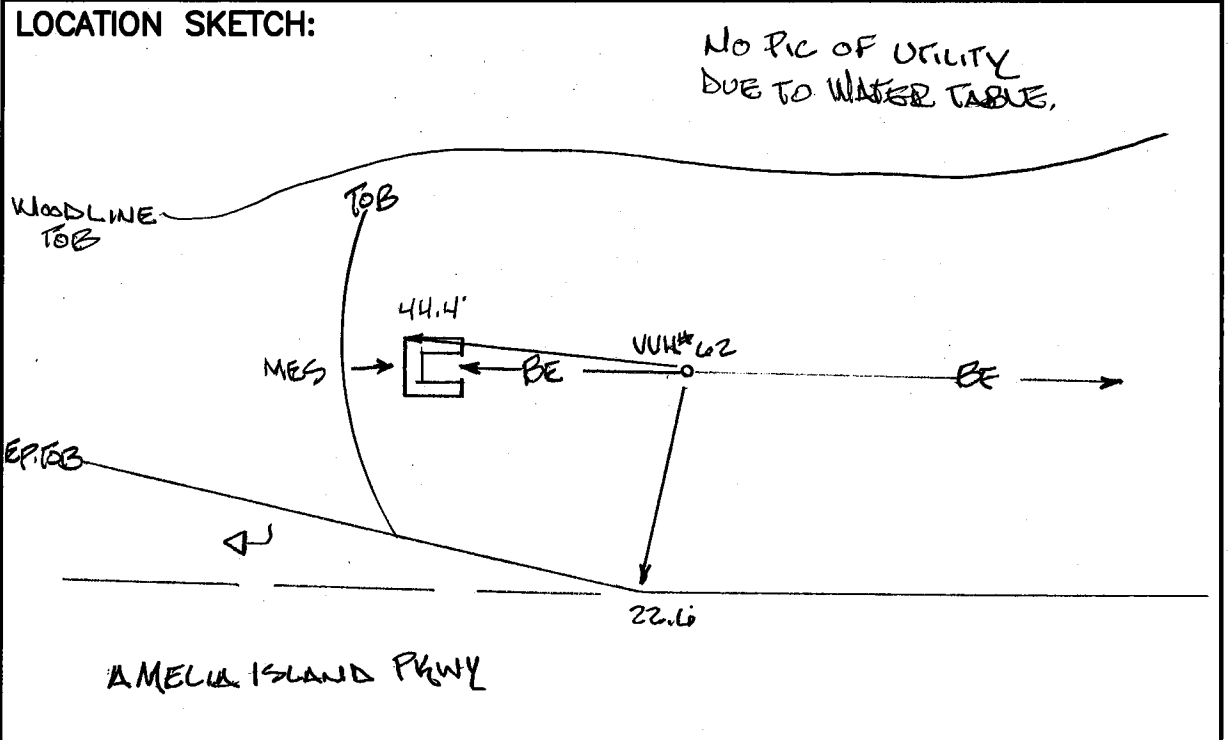 LOCATION SKETCH:
NO PIC OF UTILITY
DUE TO WATER TABLE.
WOODLINE
TOB
TOB
44.4'
VVH# 62
MES
BE
BE
EP.TOB
22.6
AMELIA ISLAND PKWY